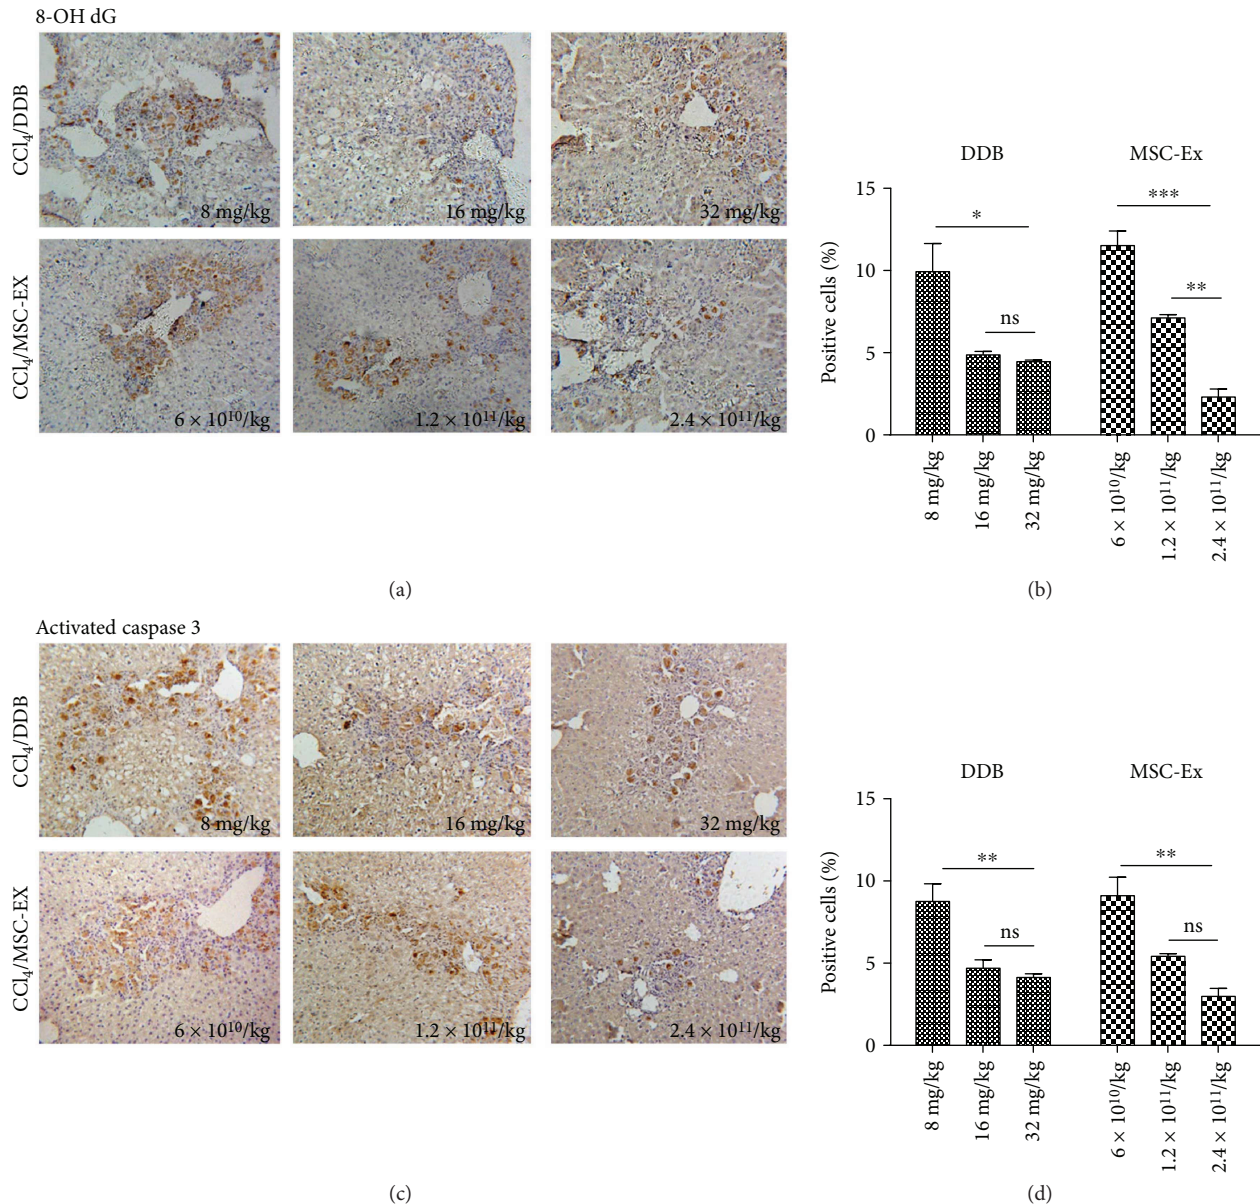 8-OH dG
CCl₄/DDB
8 mg/kg
16 mg/kg
32 mg/kg
CCl₄/MSC-EX
6 × 10¹⁰/kg
1.2 × 10¹¹/kg
2.4 × 10¹¹/kg
(a)
DDB
MSC-Ex
Positive cells (%)
15
10
5
0
*
ns
***
**
8 mg/kg
16 mg/kg
32 mg/kg
6 × 10¹⁰/kg
1.2 × 10¹¹/kg
2.4 × 10¹¹/kg
(b)
Activated caspase 3
CCl₄/DDB
8 mg/kg
16 mg/kg
32 mg/kg
CCl₄/MSC-EX
6 × 10¹⁰/kg
1.2 × 10¹¹/kg
2.4 × 10¹¹/kg
(c)
DDB
MSC-Ex
Positive cells (%)
15
10
5
0
**
ns
**
ns
8 mg/kg
16 mg/kg
32 mg/kg
6 × 10¹⁰/kg
1.2 × 10¹¹/kg
2.4 × 10¹¹/kg
(d)